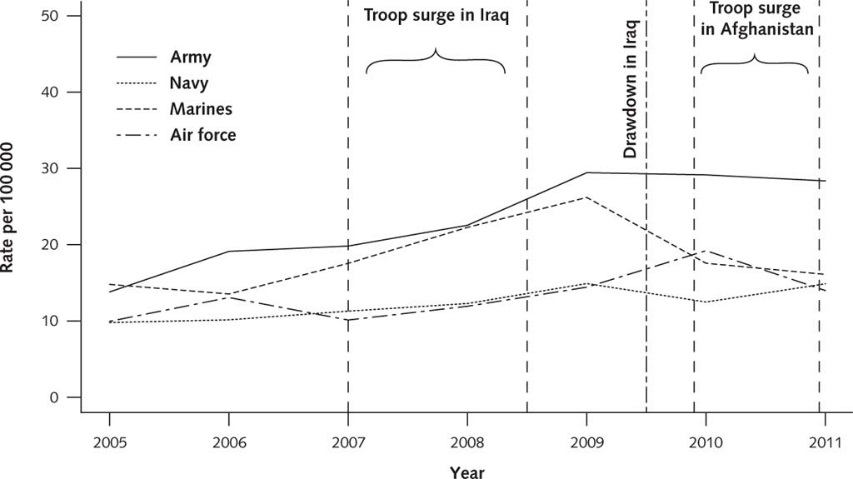 Troop surge in Iraq
Troop surge
in Afghanistan
Drawdown in Iraq
Army
Navy
Marines
Air force
Rate per 100 000
50
40
30
20
10
0
2005 2006 2007 2008 2009 2010 2011
Year